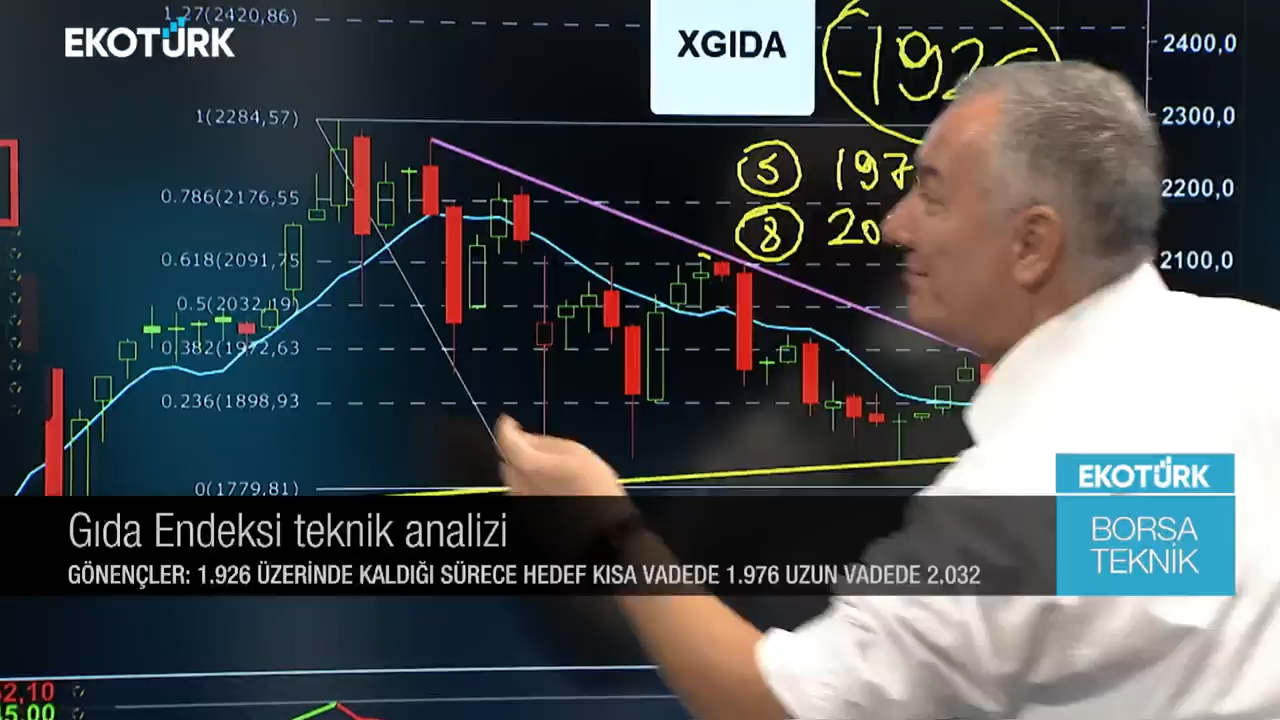 EKOTÜRK
XGIDA
1.27(2420,86)
1(2284,57)
0.786(2176,55
0.618(2091,75
0.5(2032,19)
0.382(1972,63
0.236(1898,93
0(1779,81)
2400,0
2300,0
2200,0
2100,0
Gıda Endeksi teknik analizi
GÖNENÇLER: 1.926 ÜZERİNDE KALDIĞI SÜRECE HEDEF KISA VADEDE 1.976 UZUN VADEDE 2.032
EKOTÜRK
BORSA
TEKNİK
2,10
5,00